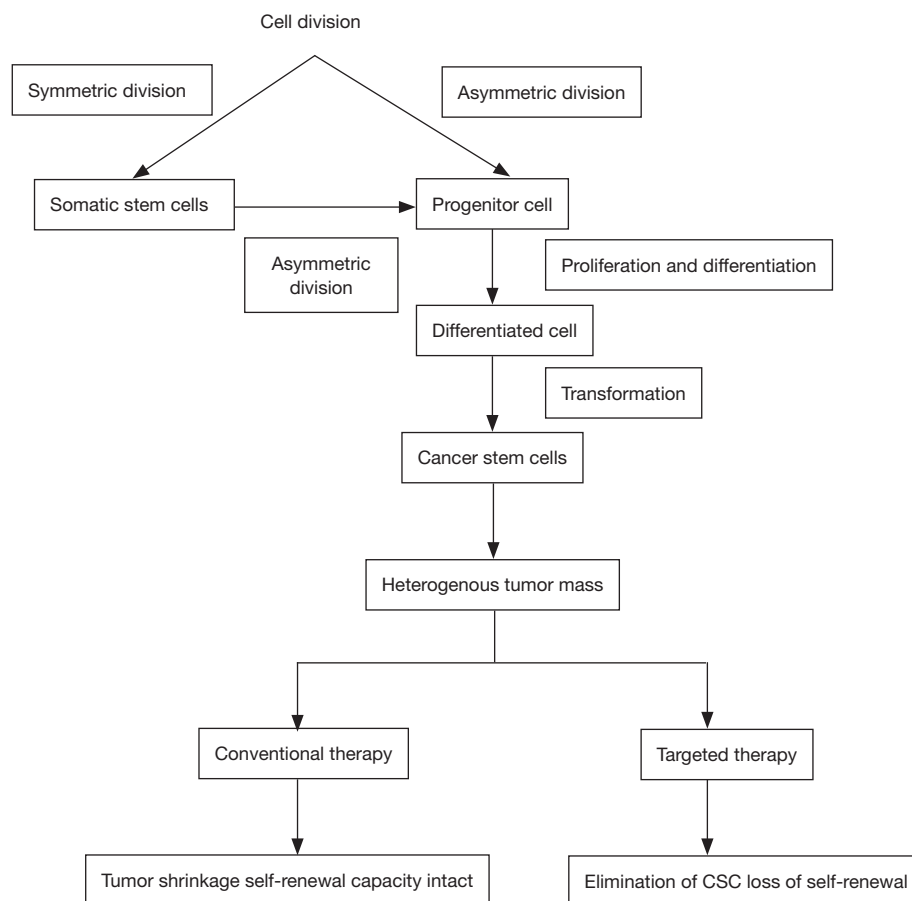 Cell division
Symmetric division
Asymmetric division
Somatic stem cells
Progenitor cell
Asymmetric
division
Proliferation and differentiation
Differentiated cell
Transformation
Cancer stem cells
Heterogenous tumor mass
Conventional therapy
Targeted therapy
Tumor shrinkage self-renewal capacity intact
Elimination of CSC loss of self-renewal